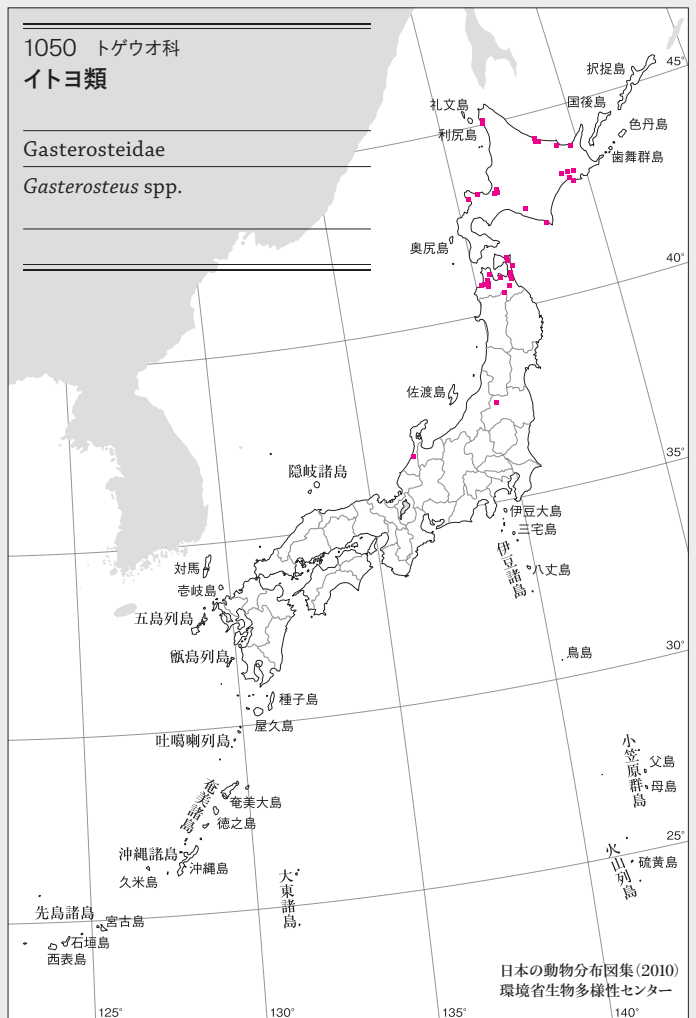 1050 トゲウオ科
イトヨ類
Gasterosteidae
Gasterosteus spp.
択捉島
45°
礼文島
国後島
利尻島
色丹島
歯舞群島
奥尻島
40°
佐渡島
35°
隠岐諸島
伊豆大島
三宅島
伊豆諸島
八丈島
対馬
壱岐島
五島列島
甑島列島
鳥島
30°
種子島
屋久島
吐噶喇列島
小笠原群島
父島
母島
奄美諸島
奄美大島
徳之島
25°
沖縄諸島
沖縄島
久米島
大東諸島
火山列島
硫黄島
先島諸島
宮古島
石垣島
西表島
日本の動物分布図集(2010)
環境省生物多様性センター
125°
130°
135°
140°